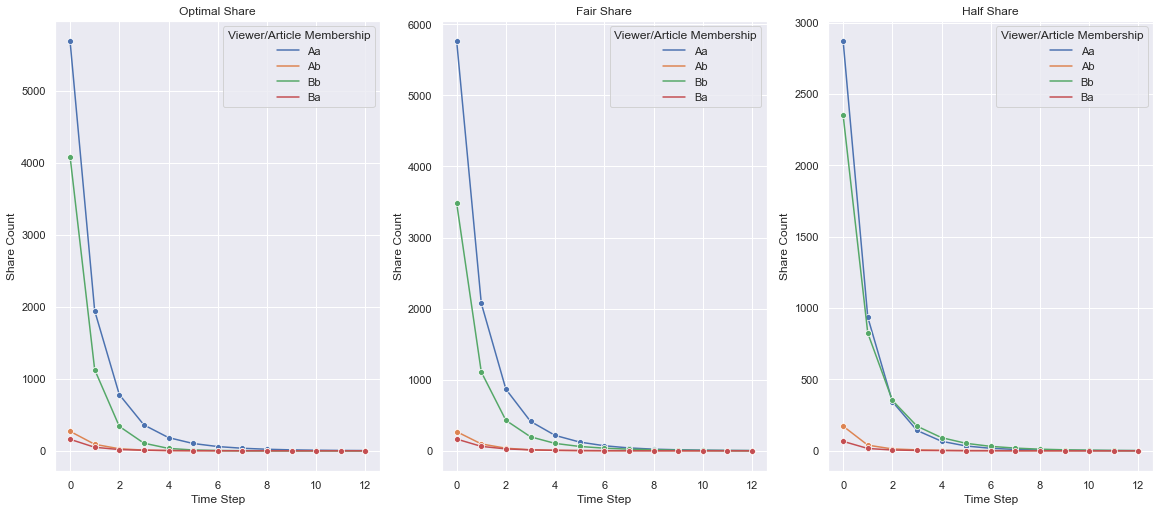 Optimal Share
Viewer/Article Membership
Aa
Ab
Bb
Ba
5000
4000
3000
2000
1000
0
Share Count
0 2 4 6 8 10 12
Time Step
Fair Share
Viewer/Article Membership
Aa
Ab
Bb
Ba
6000
5000
4000
3000
2000
1000
0
Share Count
0 2 4 6 8 10 12
Time Step
Half Share
Viewer/Article Membership
Aa
Ab
Bb
Ba
3000
2500
2000
1500
1000
500
0
Share Count
0 2 4 6 8 10 12
Time Step